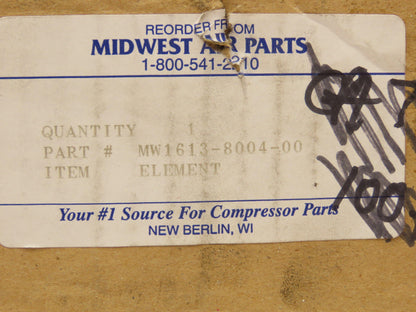 REORDER FROM
MIDWEST AIR PARTS
1-800-541-2210
QUANTITY 1
PART # MW1613-8004-00
ITEM ELEMENT
100
Your #1 Source For Compressor Parts
NEW BERLIN, WI